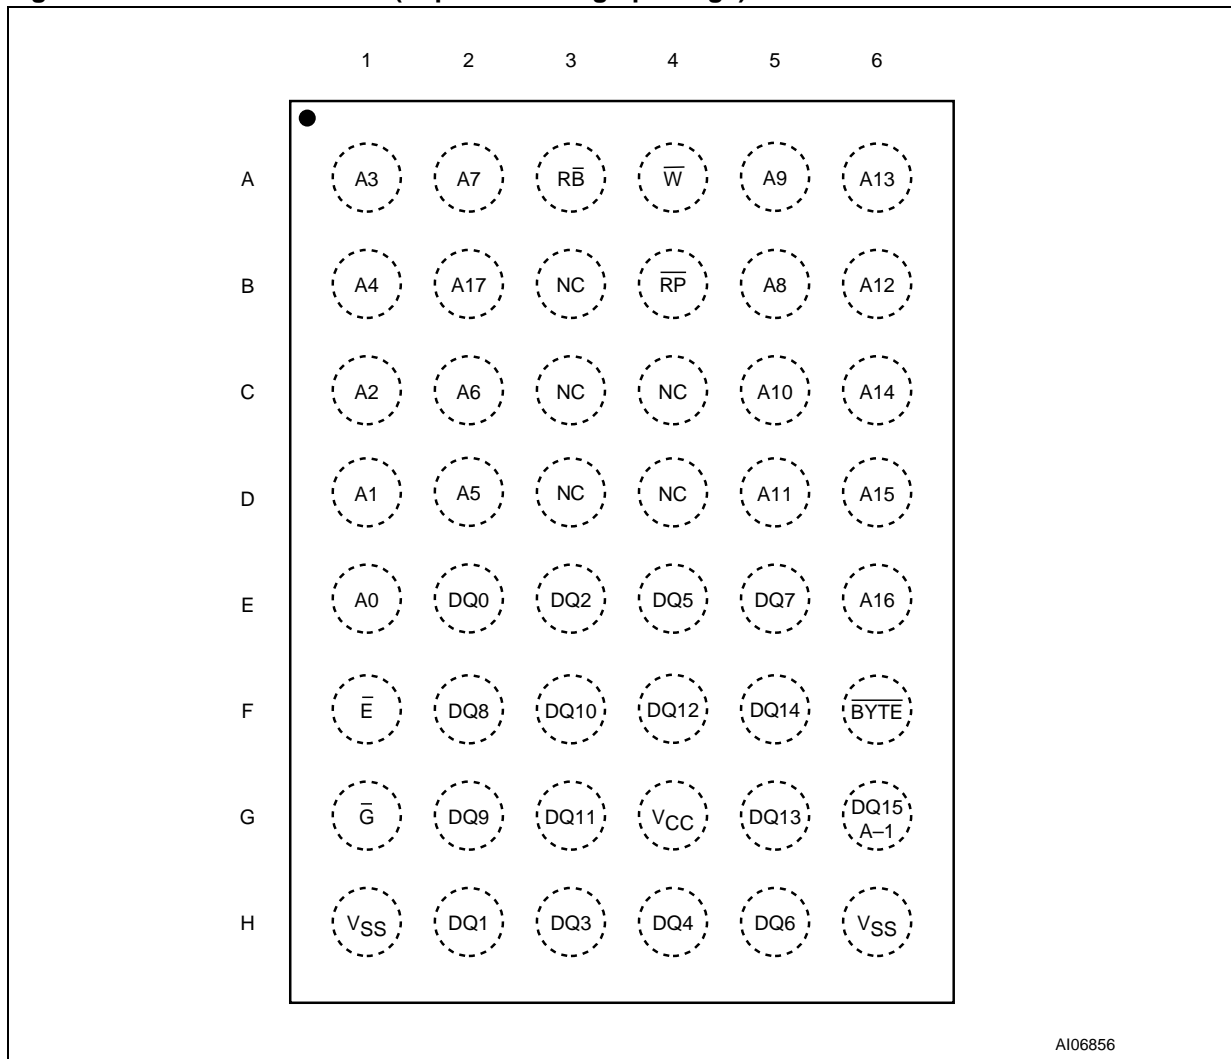 1 2 3 4 5 6
A A3 A7 RB̅ W̅ A9 A13
B A4 A17 NC R̅P̅ A8 A12
C A2 A6 NC NC A10 A14
D A1 A5 NC NC A11 A15
E A0 DQ0 DQ2 DQ5 DQ7 A16
F E̅ DQ8 DQ10 DQ12 DQ14 B̅Y̅T̅E̅
G G̅ DQ9 DQ11 VCC DQ13 DQ15
A–1
H VSS DQ1 DQ3 DQ4 DQ6 VSS
AI06856